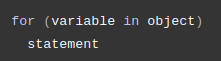 for (variable in object)
  statement